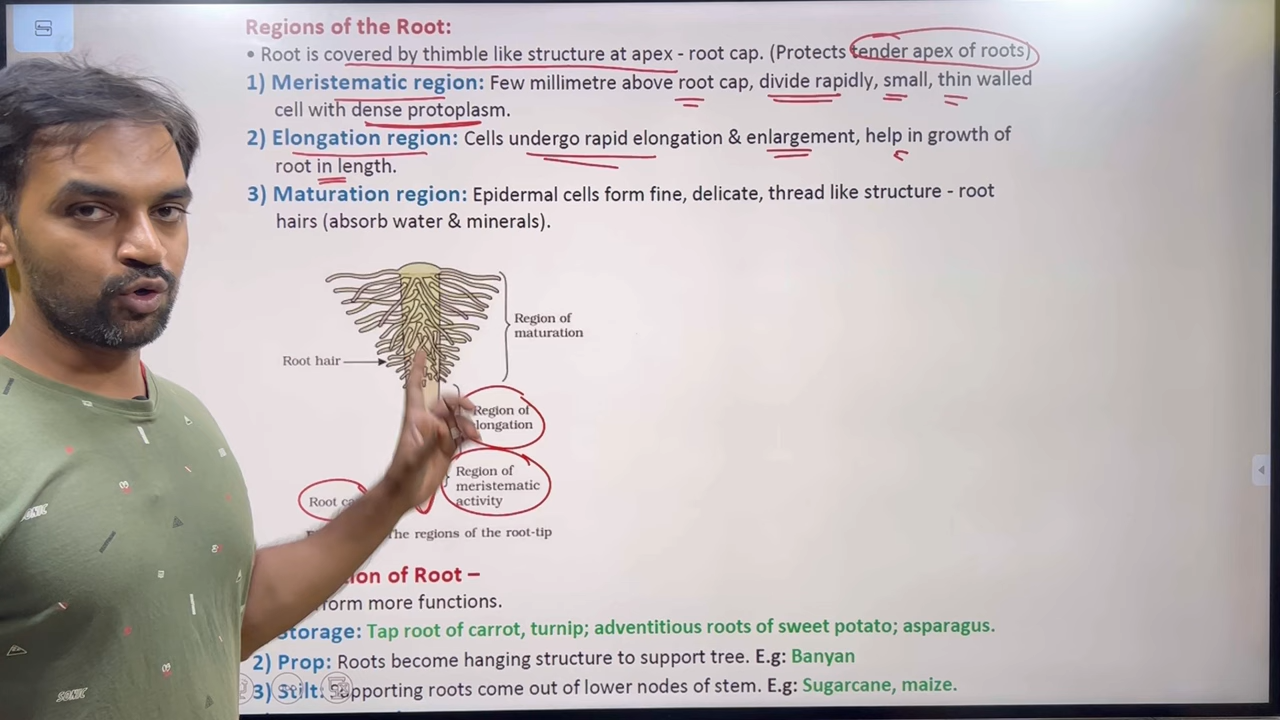 Regions of the Root:
• Root is covered by thimble like structure at apex - root cap. (Protects tender apex of roots)
1) Meristematic region: Few millimetre above root cap, divide rapidly, small, thin walled
cell with dense protoplasm.
2) Elongation region: Cells undergo rapid elongation & enlargement, help in growth of
root in length.
3) Maturation region: Epidermal cells form fine, delicate, thread like structure - root
hairs (absorb water & minerals).
Region of
maturation
Root hair
Region of
longation
Region of
meristematic
activity
Root ca
he regions of the root-tip
ion of Root –
form more functions.
Storage: Tap root of carrot, turnip; adventitious roots of sweet potato; asparagus.
2) Prop: Roots become hanging structure to support tree. E.g: Banyan
3) Stilt: Supporting roots come out of lower nodes of stem. E.g: Sugarcane, maize.
SONIC
SONIC